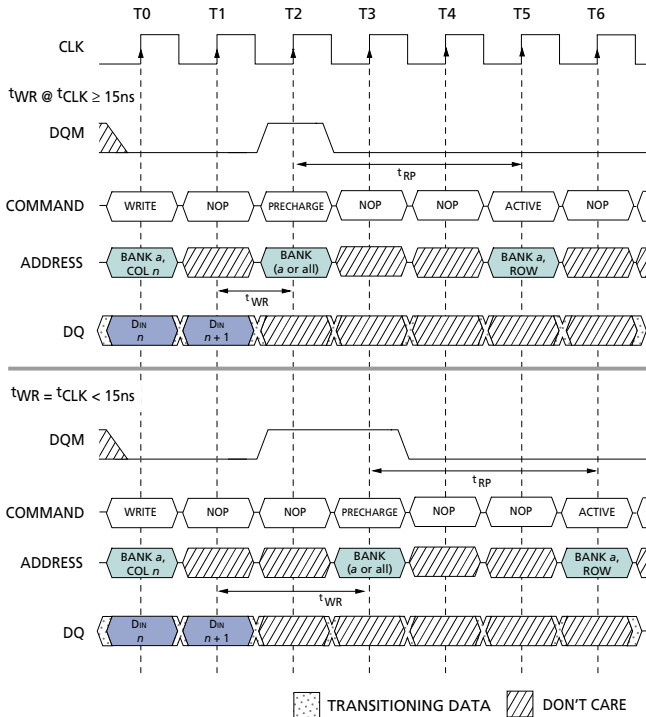 T0 T1 T2 T3 T4 T5 T6
CLK
tWR @ tCLK ≥ 15ns
DQM
tRP
COMMAND WRITE NOP PRECHARGE NOP NOP ACTIVE NOP
ADDRESS BANK a, COL n BANK (a or all) BANK a, ROW
tWR
DQ DIN n DIN n + 1
tWR = tCLK < 15ns
DQM
tRP
COMMAND WRITE NOP NOP PRECHARGE NOP NOP ACTIVE
ADDRESS BANK a, COL n BANK (a or all) BANK a, ROW
tWR
DQ DIN n DIN n + 1
TRANSITIONING DATA DON'T CARE